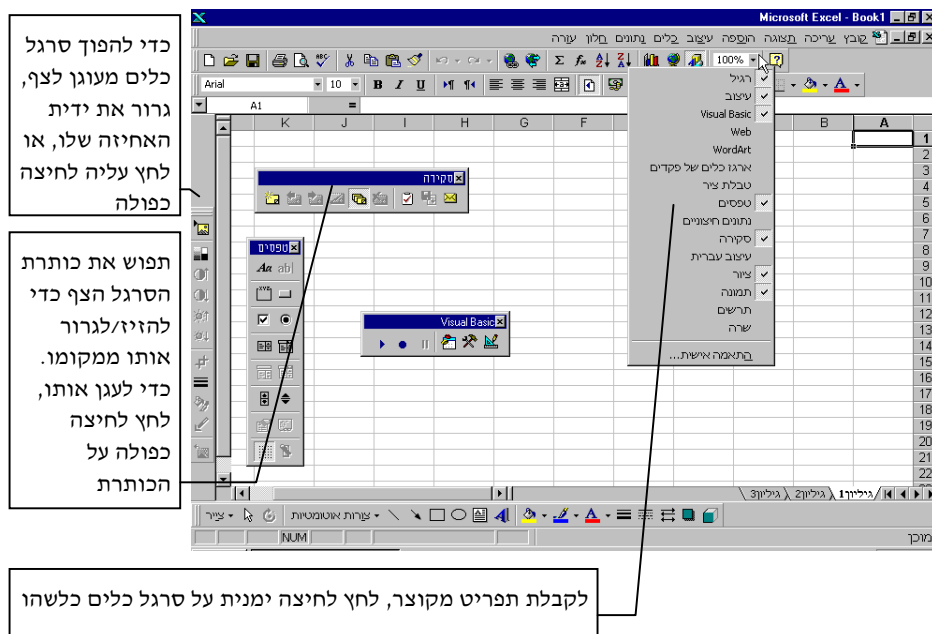 כדי להפוך סרגל
כלים מעוגן לצף,
גרור את ידית
האחיזה שלו, או
לחץ עליה לחיצה
כפולה
תפוש את כותרת
הסרגל הצף כדי
להזיז/לגרור
אותו ממקומו.
כדי לעגן אותו,
לחץ לחיצה
כפולה על
הכותרת
Microsoft Excel - Book1
קובץ עריכה תצוגה הוספה עיצוב כלים נתונים חלון עזרה
100%
Arial 10 B I U
A1 =
K J I H G F B A
1
2
3
4
5
6
7
8
9
10
11
12
13
14
15
16
17
18
19
20
21
22
רגיל
עיצוב
Visual Basic
Web
WordArt
ארגז כלים של פקדים
טבלת ציר
טפסים
נתונים חיצוניים
סקירה
עיצוב עברית
ציור
תמונה
תרשים
שרה
התאמה אישית...
סקירה
טפסים
Aa ab|
Visual Basic
גיליון1 גיליון2 גיליון3
צייר צורות אוטומטיות
מוכן
NUM
לקבלת תפריט מקוצר, לחץ לחיצה ימנית על סרגל כלים כלשהו